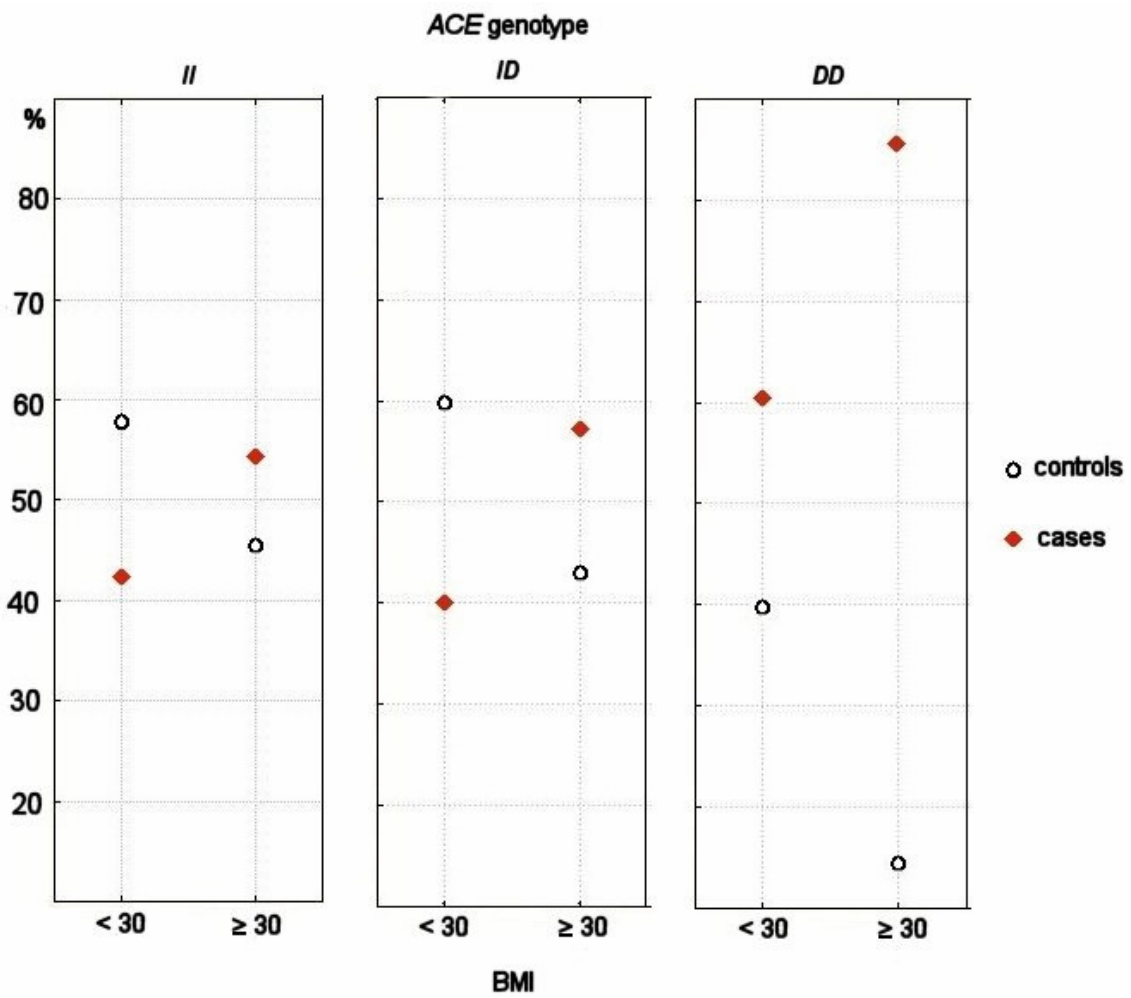 ACE genotype
II ID DD
%
80
70
60
50
40
30
20
controls
cases
< 30 ≥ 30 < 30 ≥ 30 < 30 ≥ 30
BMI